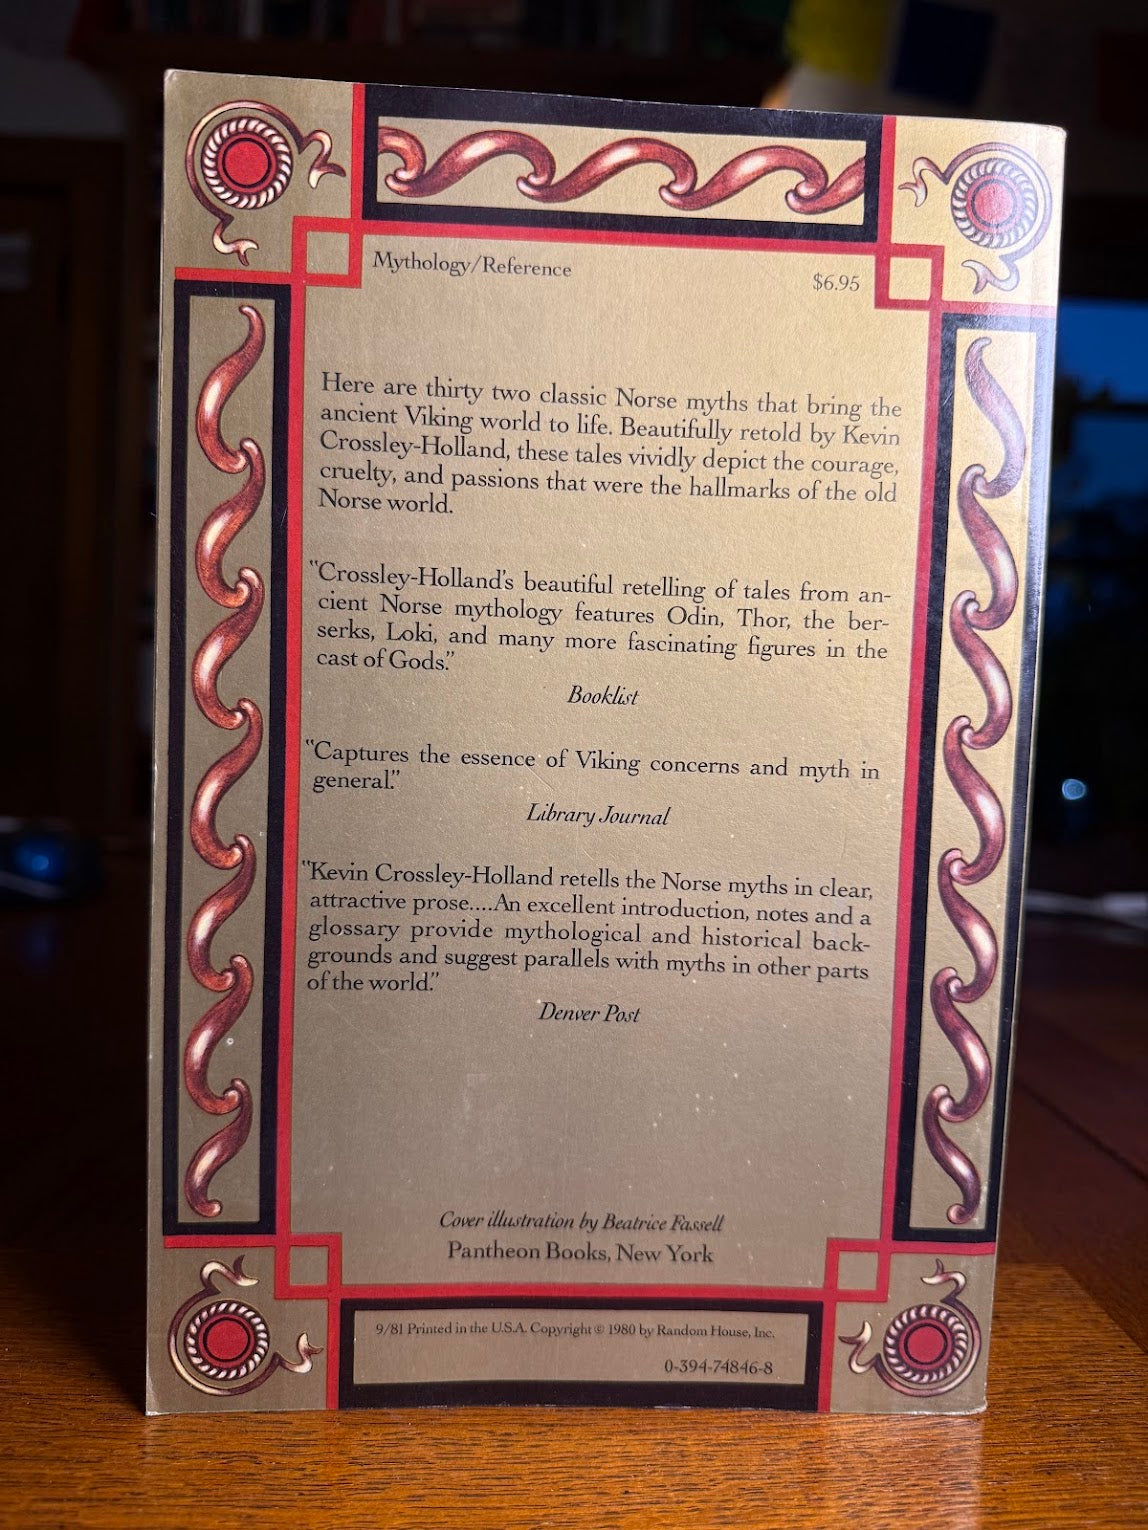 Mythology/Reference
$6.95
Here are thirty two classic Norse myths that bring the
ancient Viking world to life. Beautifully retold by Kevin
Crossley-Holland, these tales vividly depict the courage,
cruelty, and passions that were the hallmarks of the old
Norse world.
"Crossley-Holland's beautiful retelling of tales from an-
cient Norse mythology features Odin, Thor, the ber-
serks, Loki, and many more fascinating figures in the
cast of Gods."
Booklist
"Captures the essence of Viking concerns and myth in
general."
Library Journal
"Kevin Crossley-Holland retells the Norse myths in clear,
attractive prose....An excellent introduction, notes and a
glossary provide mythological and historical back-
grounds and suggest parallels with myths in other parts
of the world."
Denver Post
Cover illustration by Beatrice Fassell
Pantheon Books, New York
9/81 Printed in the U.S.A. Copyright © 1980 by Random House, Inc.
0-394-74846-8